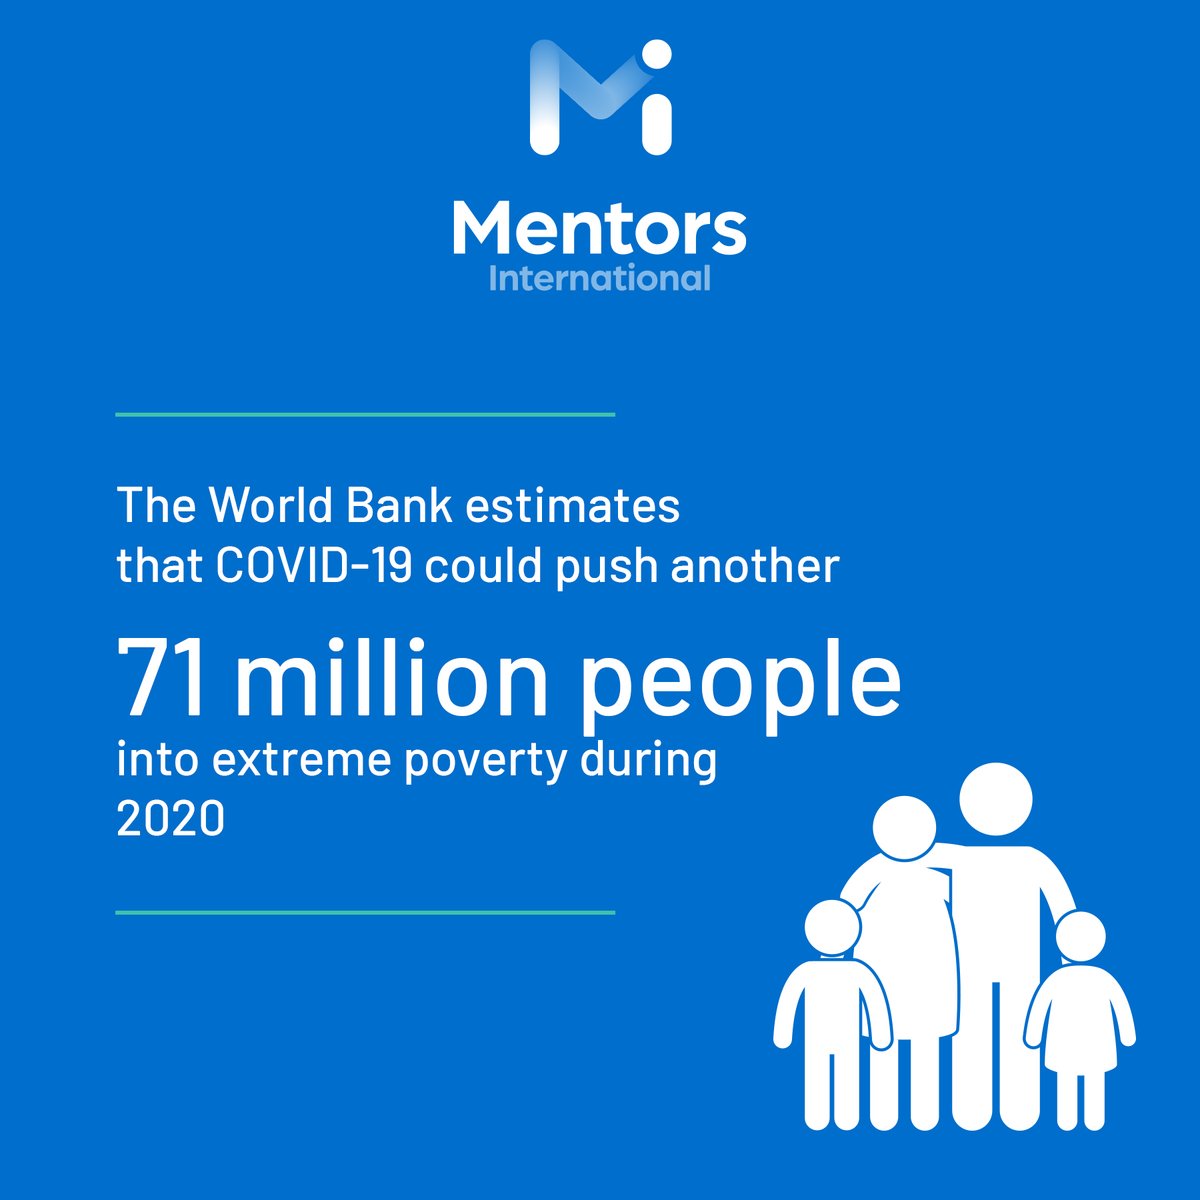 Mi
Mentors
International
The World Bank estimates
that COVID-19 could push another
71 million people
into extreme poverty during
2020